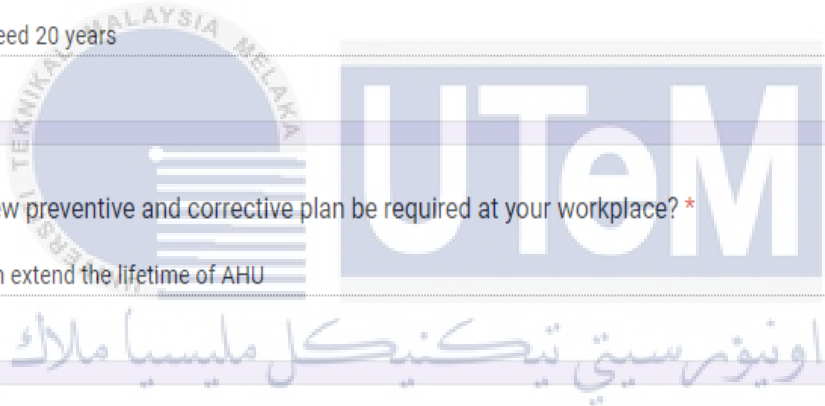 eed 20 years
UNIVERSITI TEKNIKAL MALAYSIA MELAKA
UTeM
w preventive and corrective plan be required at your workplace? *
n extend the lifetime of AHU
اونيۏرسيتي تيكنيكل مليسيا ملاك